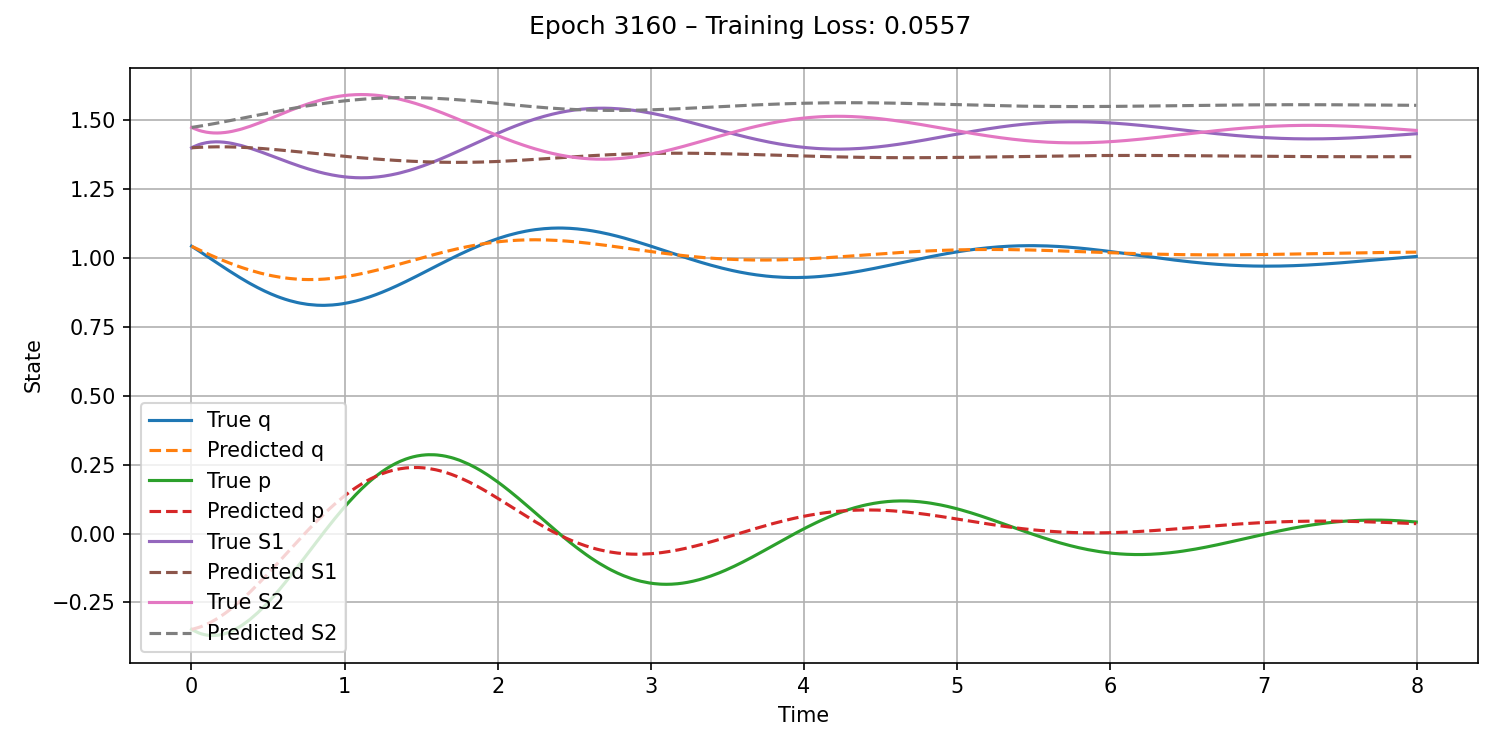 Epoch 3160 – Training Loss: 0.0557
State
1.50
1.25
1.00
0.75
0.50
0.25
0.00
−0.25
True q
Predicted q
True p
Predicted p
True S1
Predicted S1
True S2
Predicted S2
0 1 2 3 4 5 6 7 8
Time